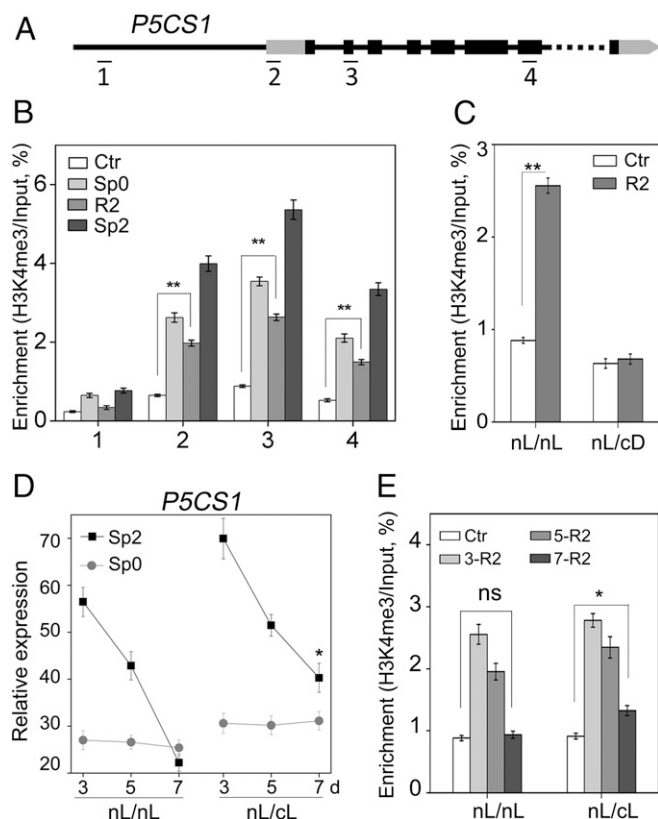 A
P5CS1
1 2 3 4
B
Enrichment (H3K4me3/Input, %)
6
4
2
0
Ctr
Sp0
R2
Sp2
** ** **
1 2 3 4
C
Enrichment (H3K4me3/Input, %)
3
2
1
0
Ctr
R2
**
nL/nL nL/cD
D
P5CS1
Relative expression
70
60
50
40
30
20
Sp2
Sp0
*
3 5 7 3 5 7 d
nL/nL nL/cL
E
Enrichment (H3K4me3/Input, %)
4
3
2
1
0
Ctr 5-R2
3-R2 7-R2
ns *
nL/nL nL/cL